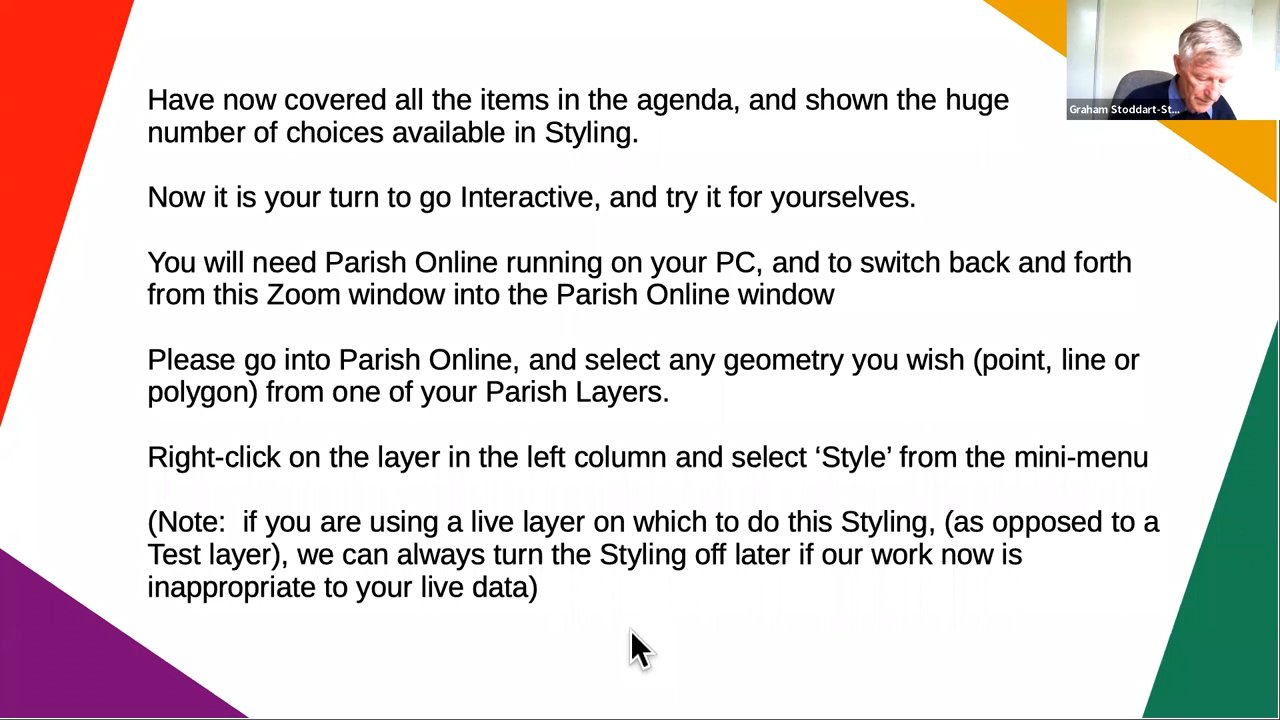 Graham Stoddart-St...
Have now covered all the items in the agenda, and shown the huge
number of choices available in Styling.
Now it is your turn to go Interactive, and try it for yourselves.
You will need Parish Online running on your PC, and to switch back and forth
from this Zoom window into the Parish Online window
Please go into Parish Online, and select any geometry you wish (point, line or
polygon) from one of your Parish Layers.
Right-click on the layer in the left column and select ‘Style’ from the mini-menu
(Note:  if you are using a live layer on which to do this Styling, (as opposed to a
Test layer), we can always turn the Styling off later if our work now is
inappropriate to your live data)